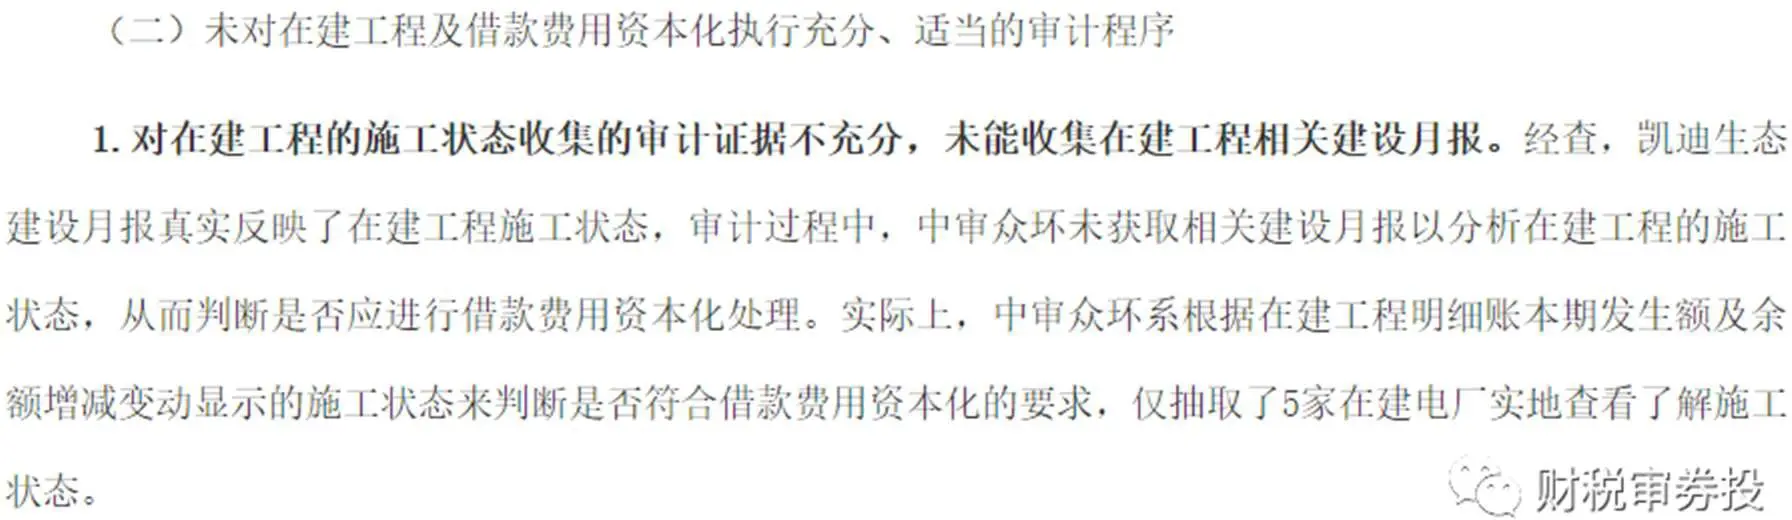 （二）未对在建工程及借款费用资本化执行充分、适当的审计程序
1. 对在建工程的施工状态收集的审计证据不充分，未能收集在建工程相关建设月报。经查，凯迪生态
建设月报真实反映了在建工程施工状态，审计过程中，中审众环未获取相关建设月报以分析在建工程的施工
状态，从而判断是否应进行借款费用资本化处理。实际上，中审众环系根据在建工程明细账本期发生额及余
额增减变动显示的施工状态来判断是否符合借款费用资本化的要求，仅抽取了5家在建电厂实地查看了解施工
状态。
财税审券投